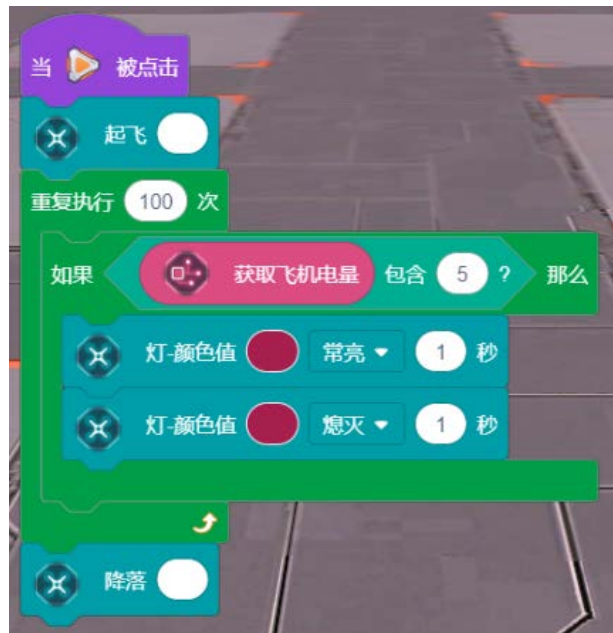 当 被点击
起飞
重复执行 100 次
如果 获取飞机电量 包含 5 ? 那么
灯-颜色值 常亮 1 秒
灯-颜色值 熄灭 1 秒
降落